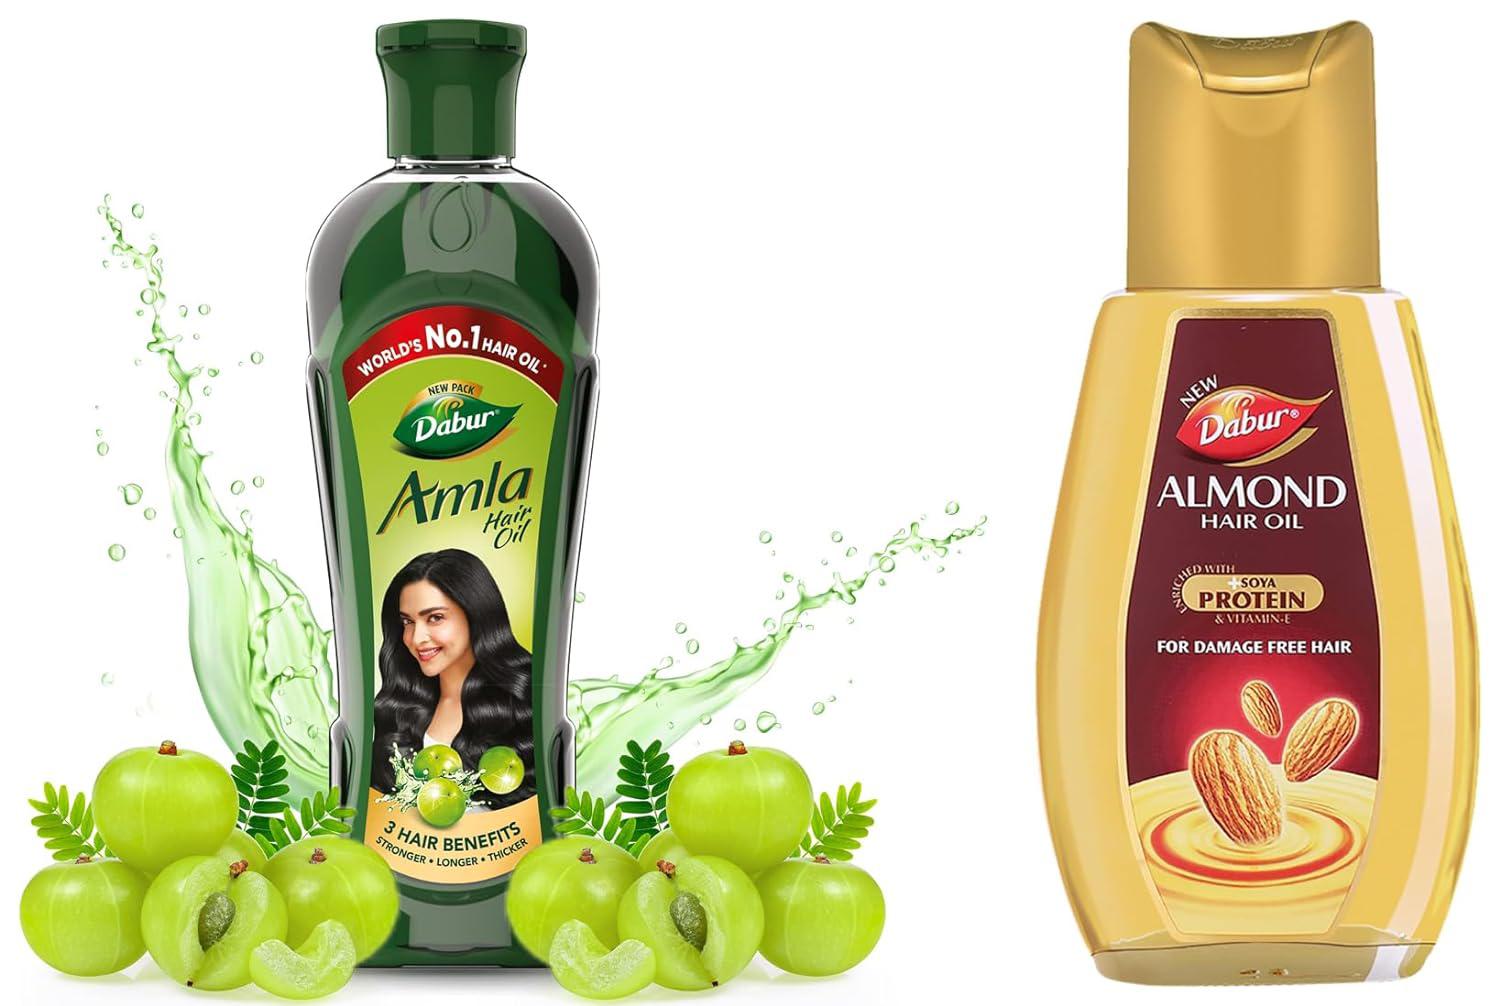 WORLD'S No.1 HAIR OIL*
NEW PACK
Dabur®
Amla
Hair
Oil
3 HAIR BENEFITS
STRONGER • LONGER • THICKER
Dabur
NEW
Dabur®
ALMOND
HAIR OIL
ENRICHED WITH
+SOYA
PROTEIN
& VITAMIN-E
FOR DAMAGE FREE HAIR